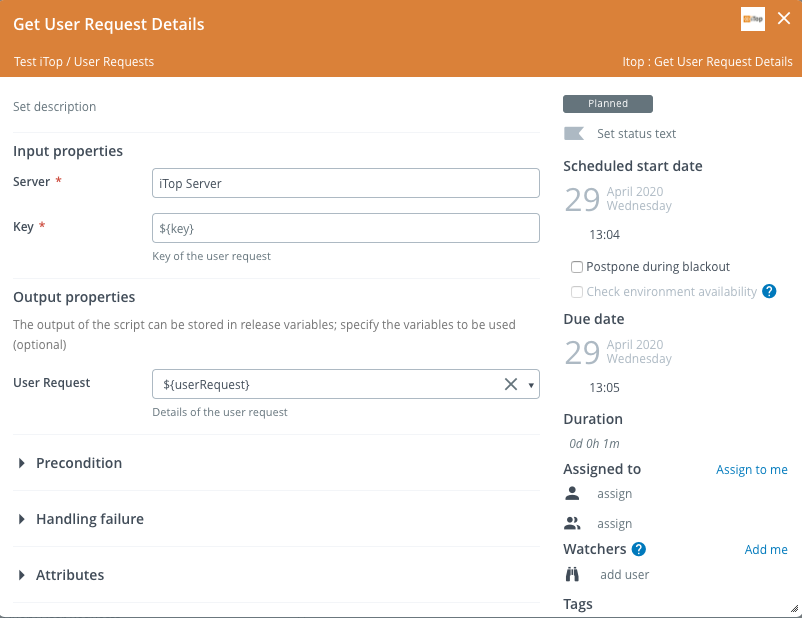 Get User Request Details
iTop
Test iTop / User Requests
Itop : Get User Request Details
Set description
Input properties
Server *
iTop Server
Key *
${key}
Key of the user request
Output properties
The output of the script can be stored in release variables; specify the variables to be used
(optional)
User Request
${userRequest}
Details of the user request
Precondition
Handling failure
Attributes
Planned
Set status text
Scheduled start date
29 April 2020
Wednesday
13:04
Postpone during blackout
Check environment availability ?
Due date
29 April 2020
Wednesday
13:05
Duration
0d 0h 1m
Assigned to
Assign to me
assign
assign
Watchers ?
Add me
add user
Tags